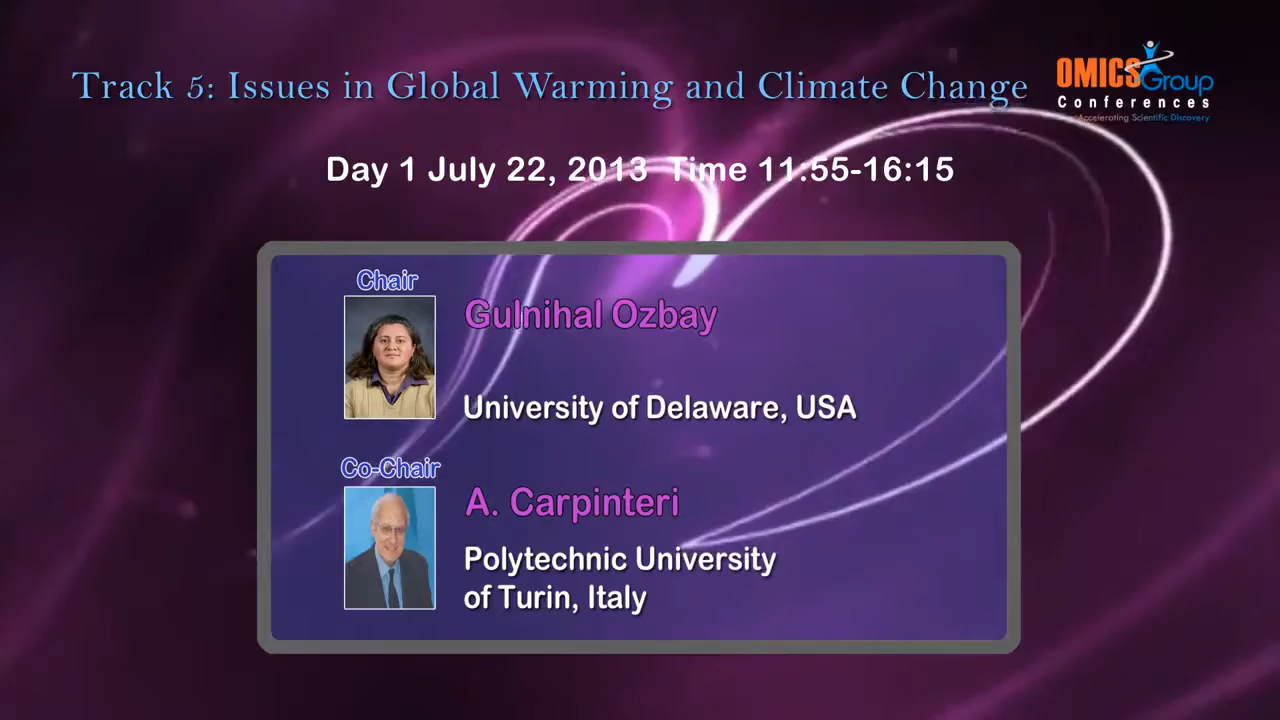 Track 5: Issues in Global Warming and Climate Change
OMICS Group
Conferences
Accelerating Scientific Discovery
Day 1 July 22, 2013 Time 11:55-16:15
Chair
Gulnihal Ozbay
University of Delaware, USA
Co-Chair
A. Carpinteri
Polytechnic University
of Turin, Italy